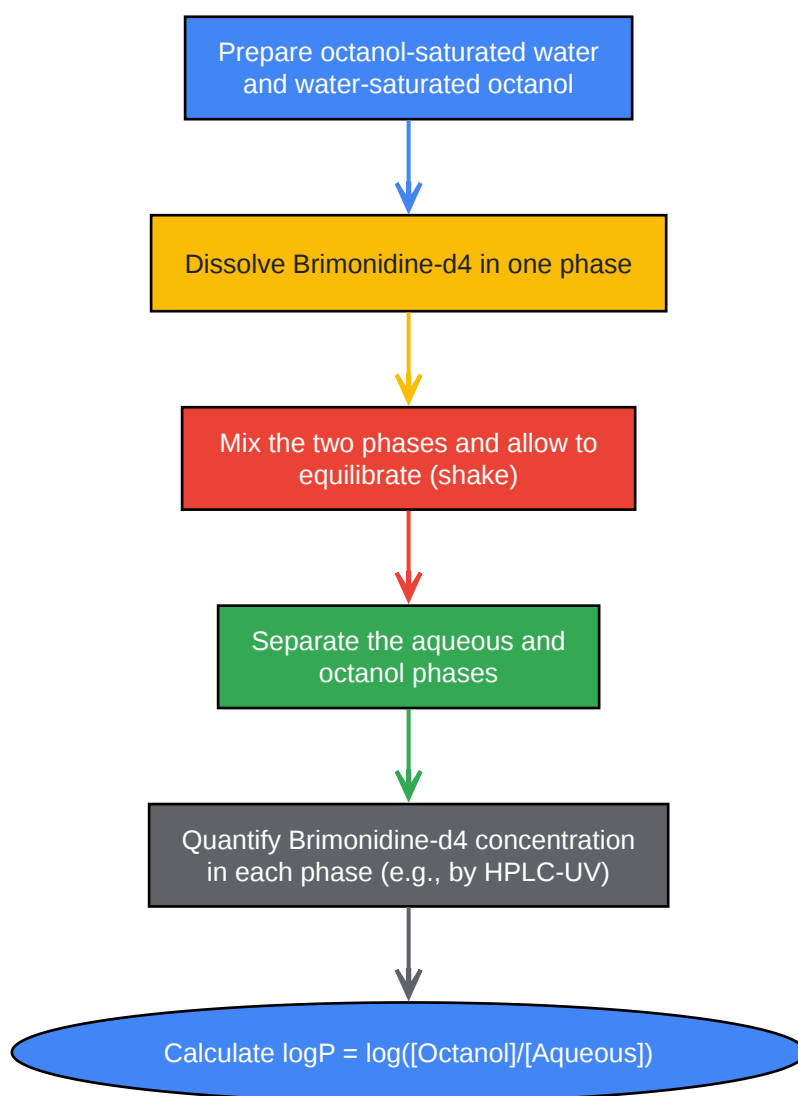 Prepare octanol-saturated water
and water-saturated octanol
Dissolve Brimonidine-d4 in one phase
Mix the two phases and allow to
equilibrate (shake)
Separate the aqueous and
octanol phases
Quantify Brimonidine-d4 concentration
in each phase (e.g., by HPLC-UV)
Calculate logP = log([Octanol]/[Aqueous])